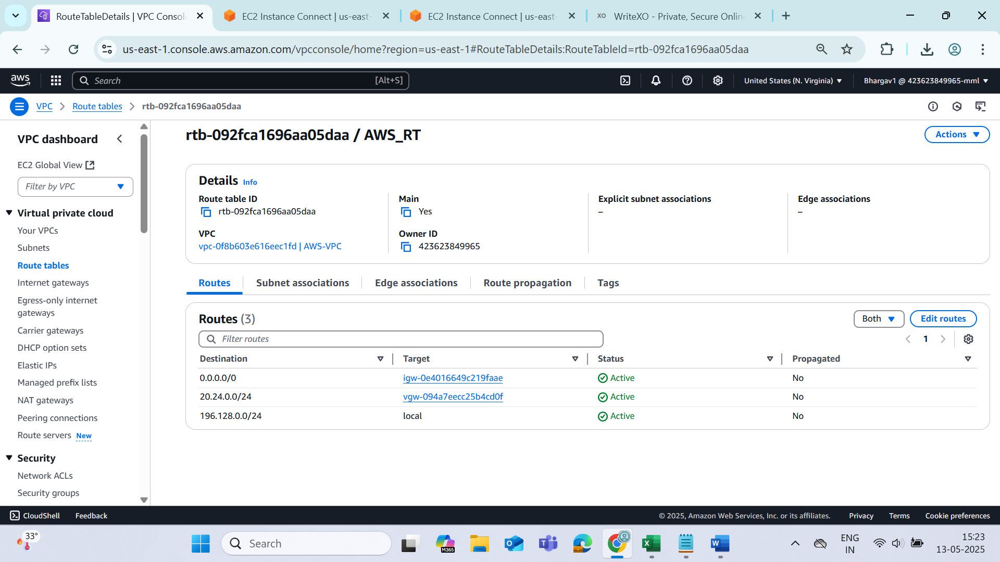 RouteTableDetails | VPC Consol
EC2 Instance Connect | us-east-
EC2 Instance Connect | us-east-
XO WriteXO - Private, Secure Onlin
us-east-1.console.aws.amazon.com/vpcconsole/home?region=us-east-1#RouteTableDetails:RouteTableId=rtb-092fca1696aa05daa
aws
Search [Alt+S]
United States (N. Virginia)
Bhargav1 @ 423623849965-mml
VPC
Route tables
rtb-092fca1696aa05daa
VPC dashboard
EC2 Global View
Filter by VPC
Virtual private cloud
Your VPCs
Subnets
Route tables
Internet gateways
Egress-only internet
gateways
Carrier gateways
DHCP option sets
Elastic IPs
Managed prefix lists
NAT gateways
Peering connections
Route servers New
Security
Network ACLs
Security groups
rtb-092fca1696aa05daa / AWS_RT
Actions
Details Info
Route table ID
rtb-092fca1696aa05daa
Main
Yes
Explicit subnet associations
–
Edge associations
–
VPC
vpc-0f8b603e616eec1fd | AWS-VPC
Owner ID
423623849965
Routes
Subnet associations
Edge associations
Route propagation
Tags
Routes (3)
Both
Edit routes
Filter routes
1
Destination Target Status Propagated
0.0.0.0/0 igw-0e4016649c219faae Active No
20.24.0.0/24 vgw-094a7eecc25b4cd0f Active No
196.128.0.0/24 local Active No
CloudShell
Feedback
© 2025, Amazon Web Services, Inc. or its affiliates.
Privacy
Terms
Cookie preferences
33°
Search
M365
ENG
IN
15:23
13-05-2025